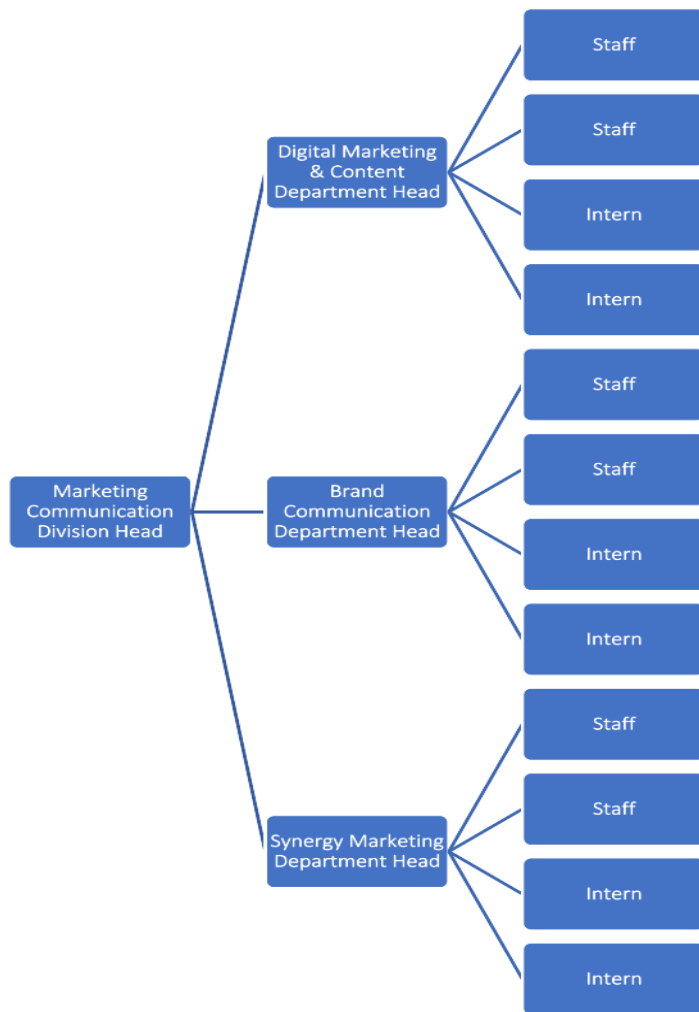 Staff
Staff
Digital Marketing
& Content
Department Head
Intern
Intern
Staff
Staff
Marketing
Communication
Division Head
Brand
Communication
Department Head
Intern
Intern
Staff
Staff
Synergy Marketing
Department Head
Intern
Intern